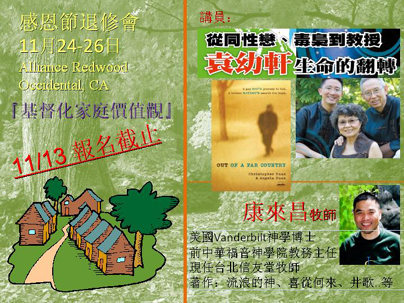 感恩節退修會
11月24-26日
Alliance Redwood
Occidental, CA
『基督化家庭價值觀』
11/13 報名截止
講員：
從同性戀、毒梟到教授
袁幼軒 生命的翻轉
OUT OF A FAR COUNTRY
Christopher Yuan
& Angela Yuan
康來昌牧師
美國Vanderbilt神學博士
前中華福音神學院教務主任
現任台北信友堂牧師
著作：流浪的神、喜從何來、井歌 等